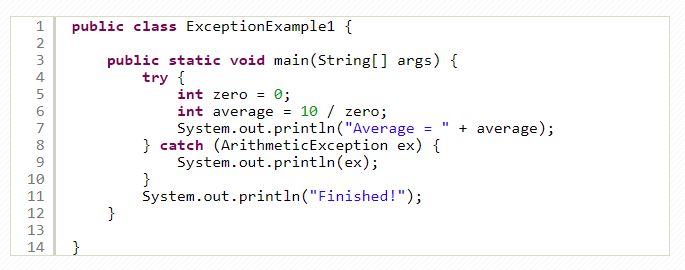 1 public class ExceptionExample1 {
2
3     public static void main(String[] args) {
4         try {
5             int zero = 0;
6             int average = 10 / zero;
7             System.out.println("Average = " + average);
8         } catch (ArithmeticException ex) {
9             System.out.println(ex);
10         }
11         System.out.println("Finished!");
12     }
13
14 }